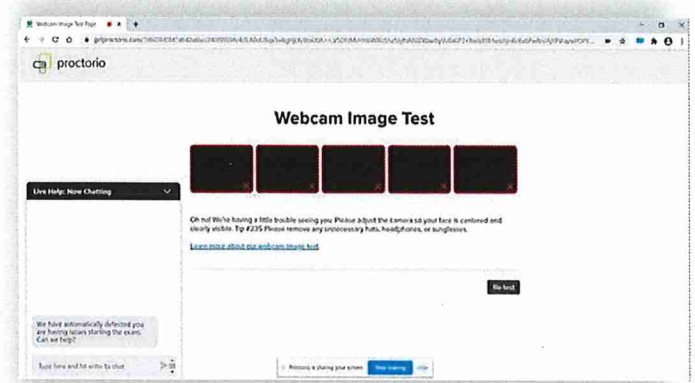 Webcam Image Test Page
proctorio
Webcam Image Test
Live Help: Now Chatting
Oh no! We're having a little trouble seeing you. Please adjust the camera so your face is centered and
clearly visible. Tip #235 Please remove any unnecessary hats, headphones, or sunglasses.
Learn more about our webcam image test.
Re-test
We have automatically detected you
are having issues starting the exam.
Can we help?
Type here and hit enter to chat
Proctorio is sharing your screen.
Stop sharing
Hide